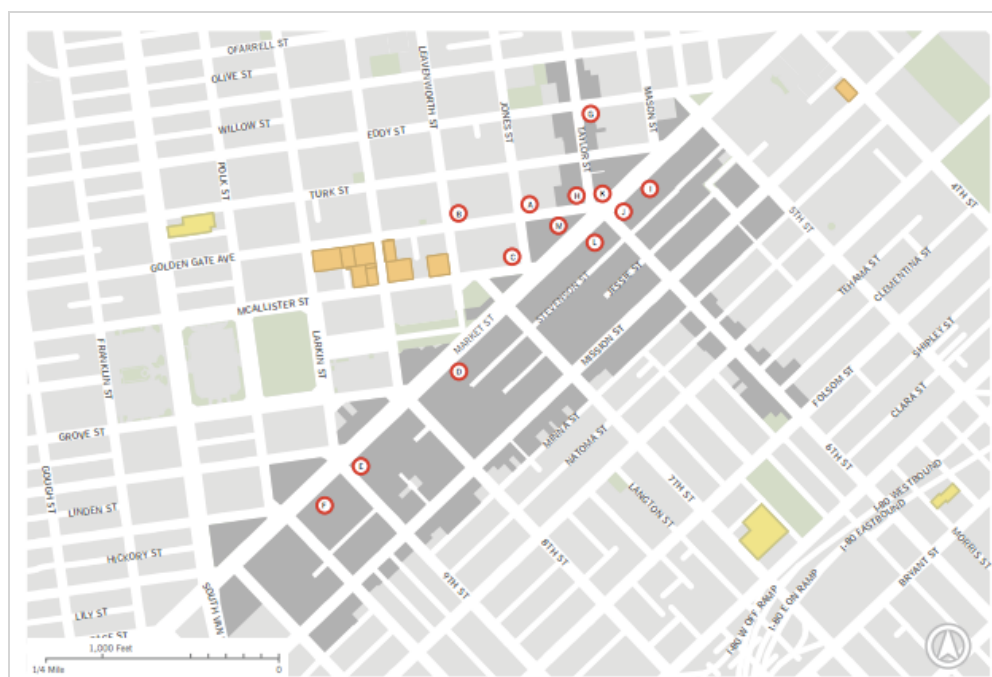 OFARRELL ST
OLIVE ST
WILLOW ST
EDDY ST
TURK ST
GOLDEN GATE AVE
MCALLISTER ST
GROVE ST
LINDEN ST
HICKORY ST
LILY ST
LEAVENWORTH ST
JONES ST
TAYLOR ST
MASON ST
POLK ST
LARKIN ST
FRANKLIN ST
GOUGH ST
SOUTH VAN
MARKET ST
STEVENSON ST
JESSIE ST
MISSION ST
MINNA ST
NATOMA ST
LANGTON ST
4TH ST
5TH ST
6TH ST
7TH ST
8TH ST
9TH ST
TEHAMA ST
CLEMENTINA ST
SHIPLEY ST
CLARA ST
FOLSOM ST
I-80 WESTBOUND
I-80 EASTBOUND
I-80 W OFF RAMP
I-80 E ON RAMP
MORRIS ST
BRYANT ST
G
H
K
I
J
A
B
M
L
C
D
E
F
1,000 Feet
1/4 Mile
0